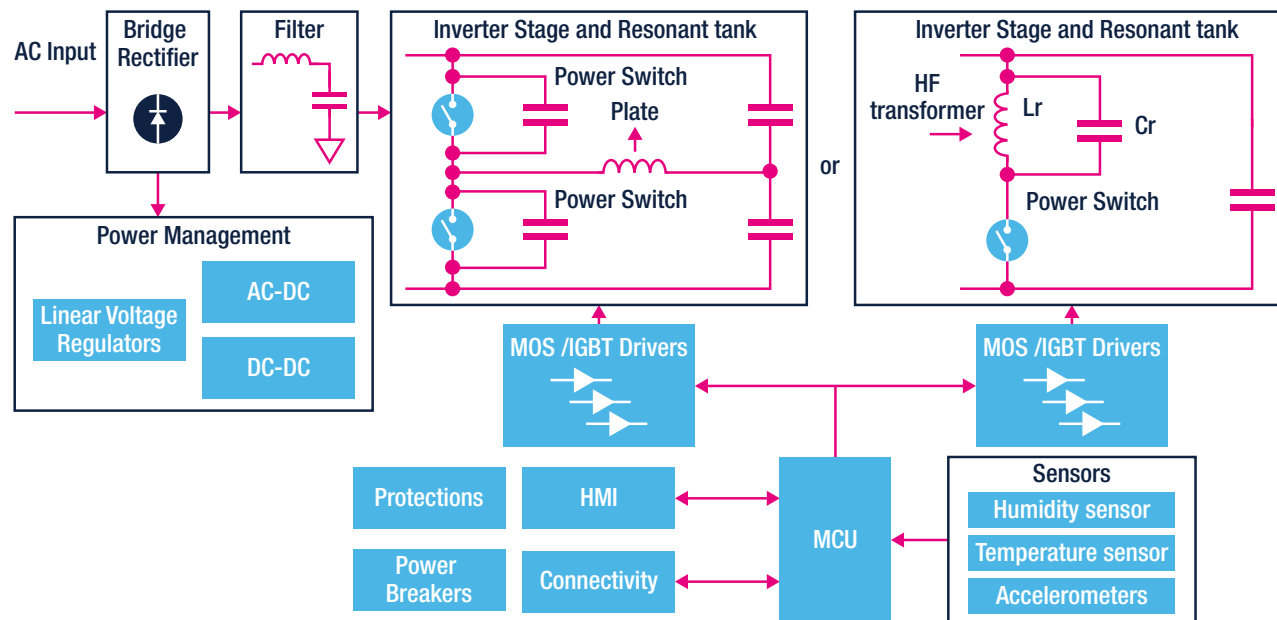 AC Input
Bridge
Rectifier
Filter
Inverter Stage and Resonant tank
Power Switch
Plate
Power Switch
or
Inverter Stage and Resonant tank
HF
transformer
Lr
Cr
Power Switch
Power Management
Linear Voltage
Regulators
AC-DC
DC-DC
MOS /IGBT Drivers
MOS /IGBT Drivers
Protections
HMI
Power
Breakers
Connectivity
MCU
Sensors
Humidity sensor
Temperature sensor
Accelerometers